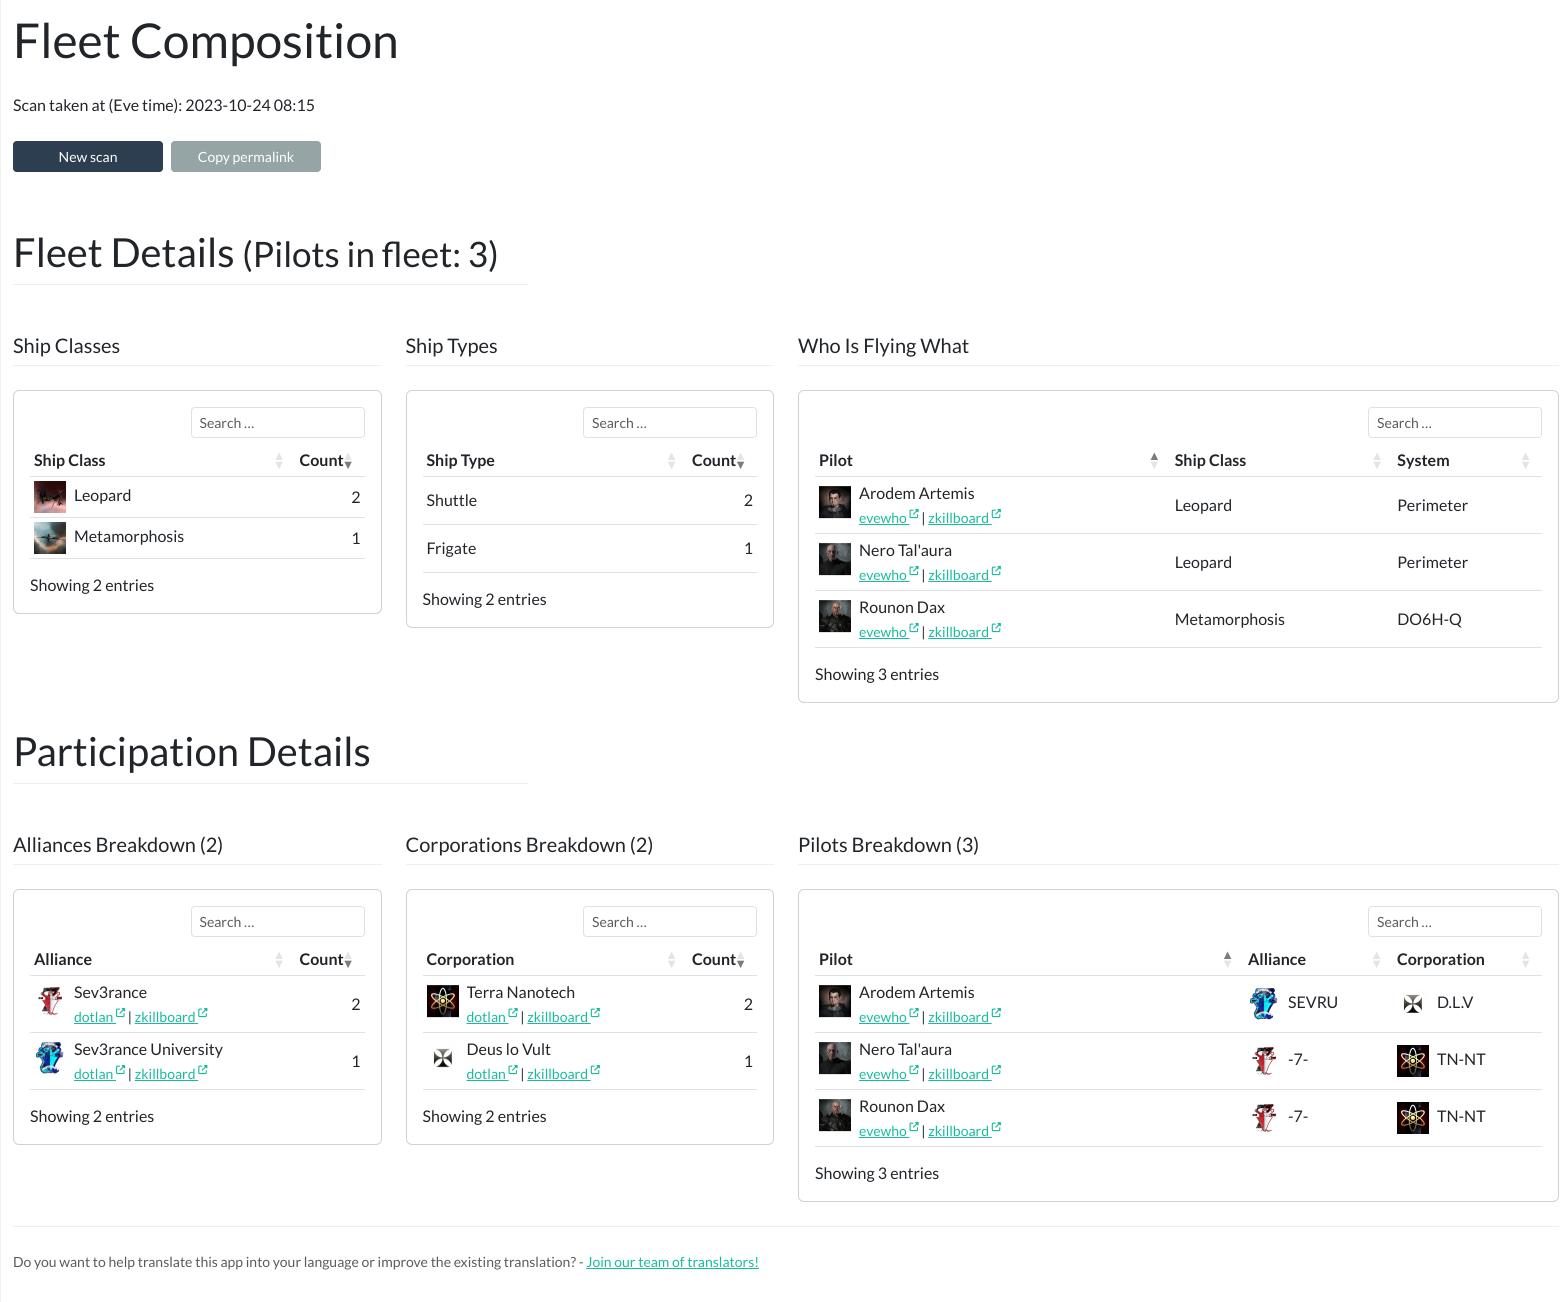 Fleet Composition
Scan taken at (Eve time): 2023-10-24 08:15
New scan Copy permalink
Fleet Details (Pilots in fleet: 3)
Ship Classes
Search ...
Ship Class Count
Leopard 2
Metamorphosis 1
Showing 2 entries
Ship Types
Search ...
Ship Type Count
Shuttle 2
Frigate 1
Showing 2 entries
Who Is Flying What
Search ...
Pilot Ship Class System
Arodem Artemis
evewho | zkillboard
Leopard Perimeter
Nero Tal'aura
evewho | zkillboard
Leopard Perimeter
Rounon Dax
evewho | zkillboard
Metamorphosis DO6H-Q
Showing 3 entries
Participation Details
Alliances Breakdown (2)
Search ...
Alliance Count
Sev3rance
dotlan | zkillboard
2
Sev3rance University
dotlan | zkillboard
1
Showing 2 entries
Corporations Breakdown (2)
Search ...
Corporation Count
Terra Nanotech
dotlan | zkillboard
2
Deus lo Vult
dotlan | zkillboard
1
Showing 2 entries
Pilots Breakdown (3)
Search ...
Pilot Alliance Corporation
Arodem Artemis
evewho | zkillboard
SEVRU D.L.V
Nero Tal'aura
evewho | zkillboard
-7- TN-NT
Rounon Dax
evewho | zkillboard
-7- TN-NT
Showing 3 entries
Do you want to help translate this app into your language or improve the existing translation? - Join our team of translators!